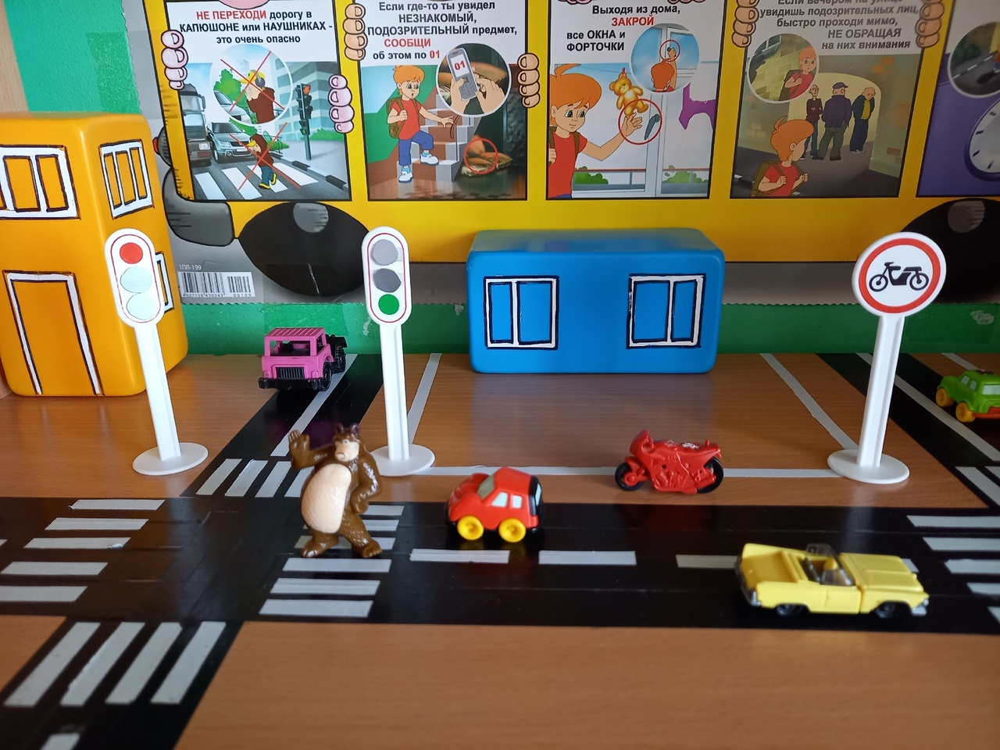 НЕ ПЕРЕХОДИ дорогу в
КАПЮШОНЕ или НАУШНИКАХ -
это очень опасно
Если где-то ты увидел
НЕЗНАКОМЫЙ,
ПОДОЗРИТЕЛЬНЫЙ предмет,
СООБЩИ
об этом по 01
01
Выходя из дома,
ЗАКРОЙ
все ОКНА и
ФОРТОЧКИ
Если вечером на улице
увидишь подозрительных лиц,
быстро проходи мимо,
НЕ ОБРАЩАЯ
на них внимания
1ПЛ-199